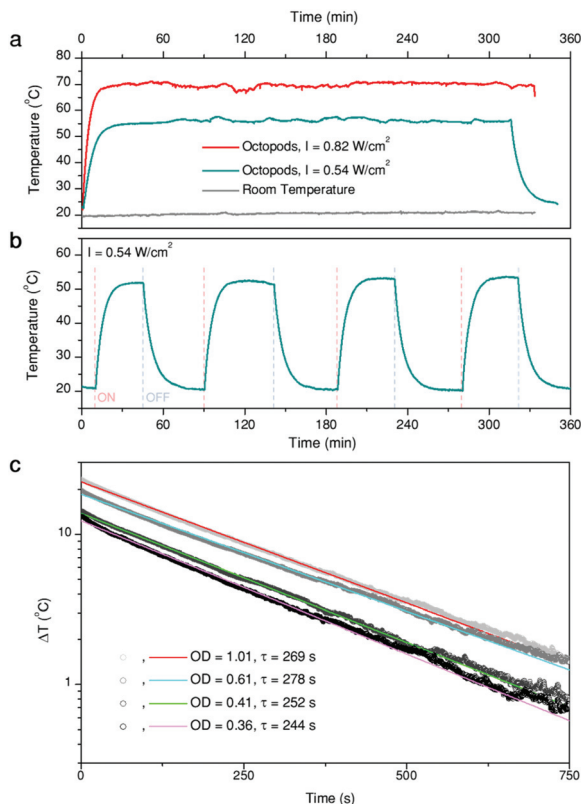 Time (min)
0 60 120 180 240 300 360
a
80
70
60
50
40
30
20
Temperature (°C)
Octopods, I = 0.82 W/cm²
Octopods, I = 0.54 W/cm²
Room Temperature
b
I = 0.54 W/cm²
60
50
40
30
20
Temperature (°C)
ON OFF
0 60 120 180 240 300 360
Time (min)
c
10
1
ΔT (°C)
, OD = 1.01, τ = 269 s
, OD = 0.61, τ = 278 s
, OD = 0.41, τ = 252 s
, OD = 0.36, τ = 244 s
0 250 500 750
Time (s)